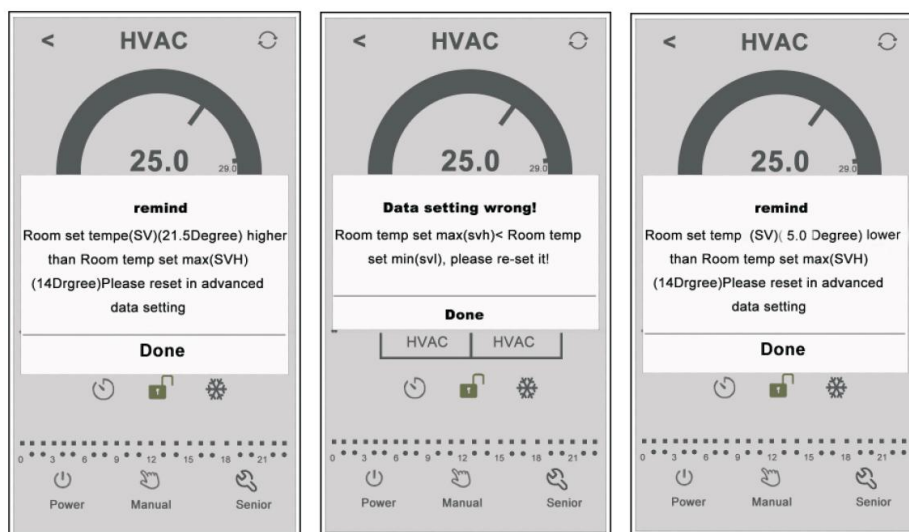 < HVAC
25.0
29.0
remind
Room set tempe(SV)(21.5Degree) higher
than Room temp set max(SVH)
(14Drgree)Please reset in advanced
data setting
Done
0 3 6 9 12 15 18 21
Power Manual Senior
< HVAC
25.0
29.0
Data setting wrong!
Room temp set max(svh)< Room temp
set min(svl), please re-set it!
Done
HVAC HVAC
0 3 6 9 12 15 18 21
Power Manual Senior
< HVAC
25.0
29.0
remind
Room set temp (SV)( 5.0 Degree) lower
than Room temp set max(SVH)
(14Drgree)Please reset in advanced
data setting
Done
0 3 6 9 12 15 18 21
Power Manual Senior